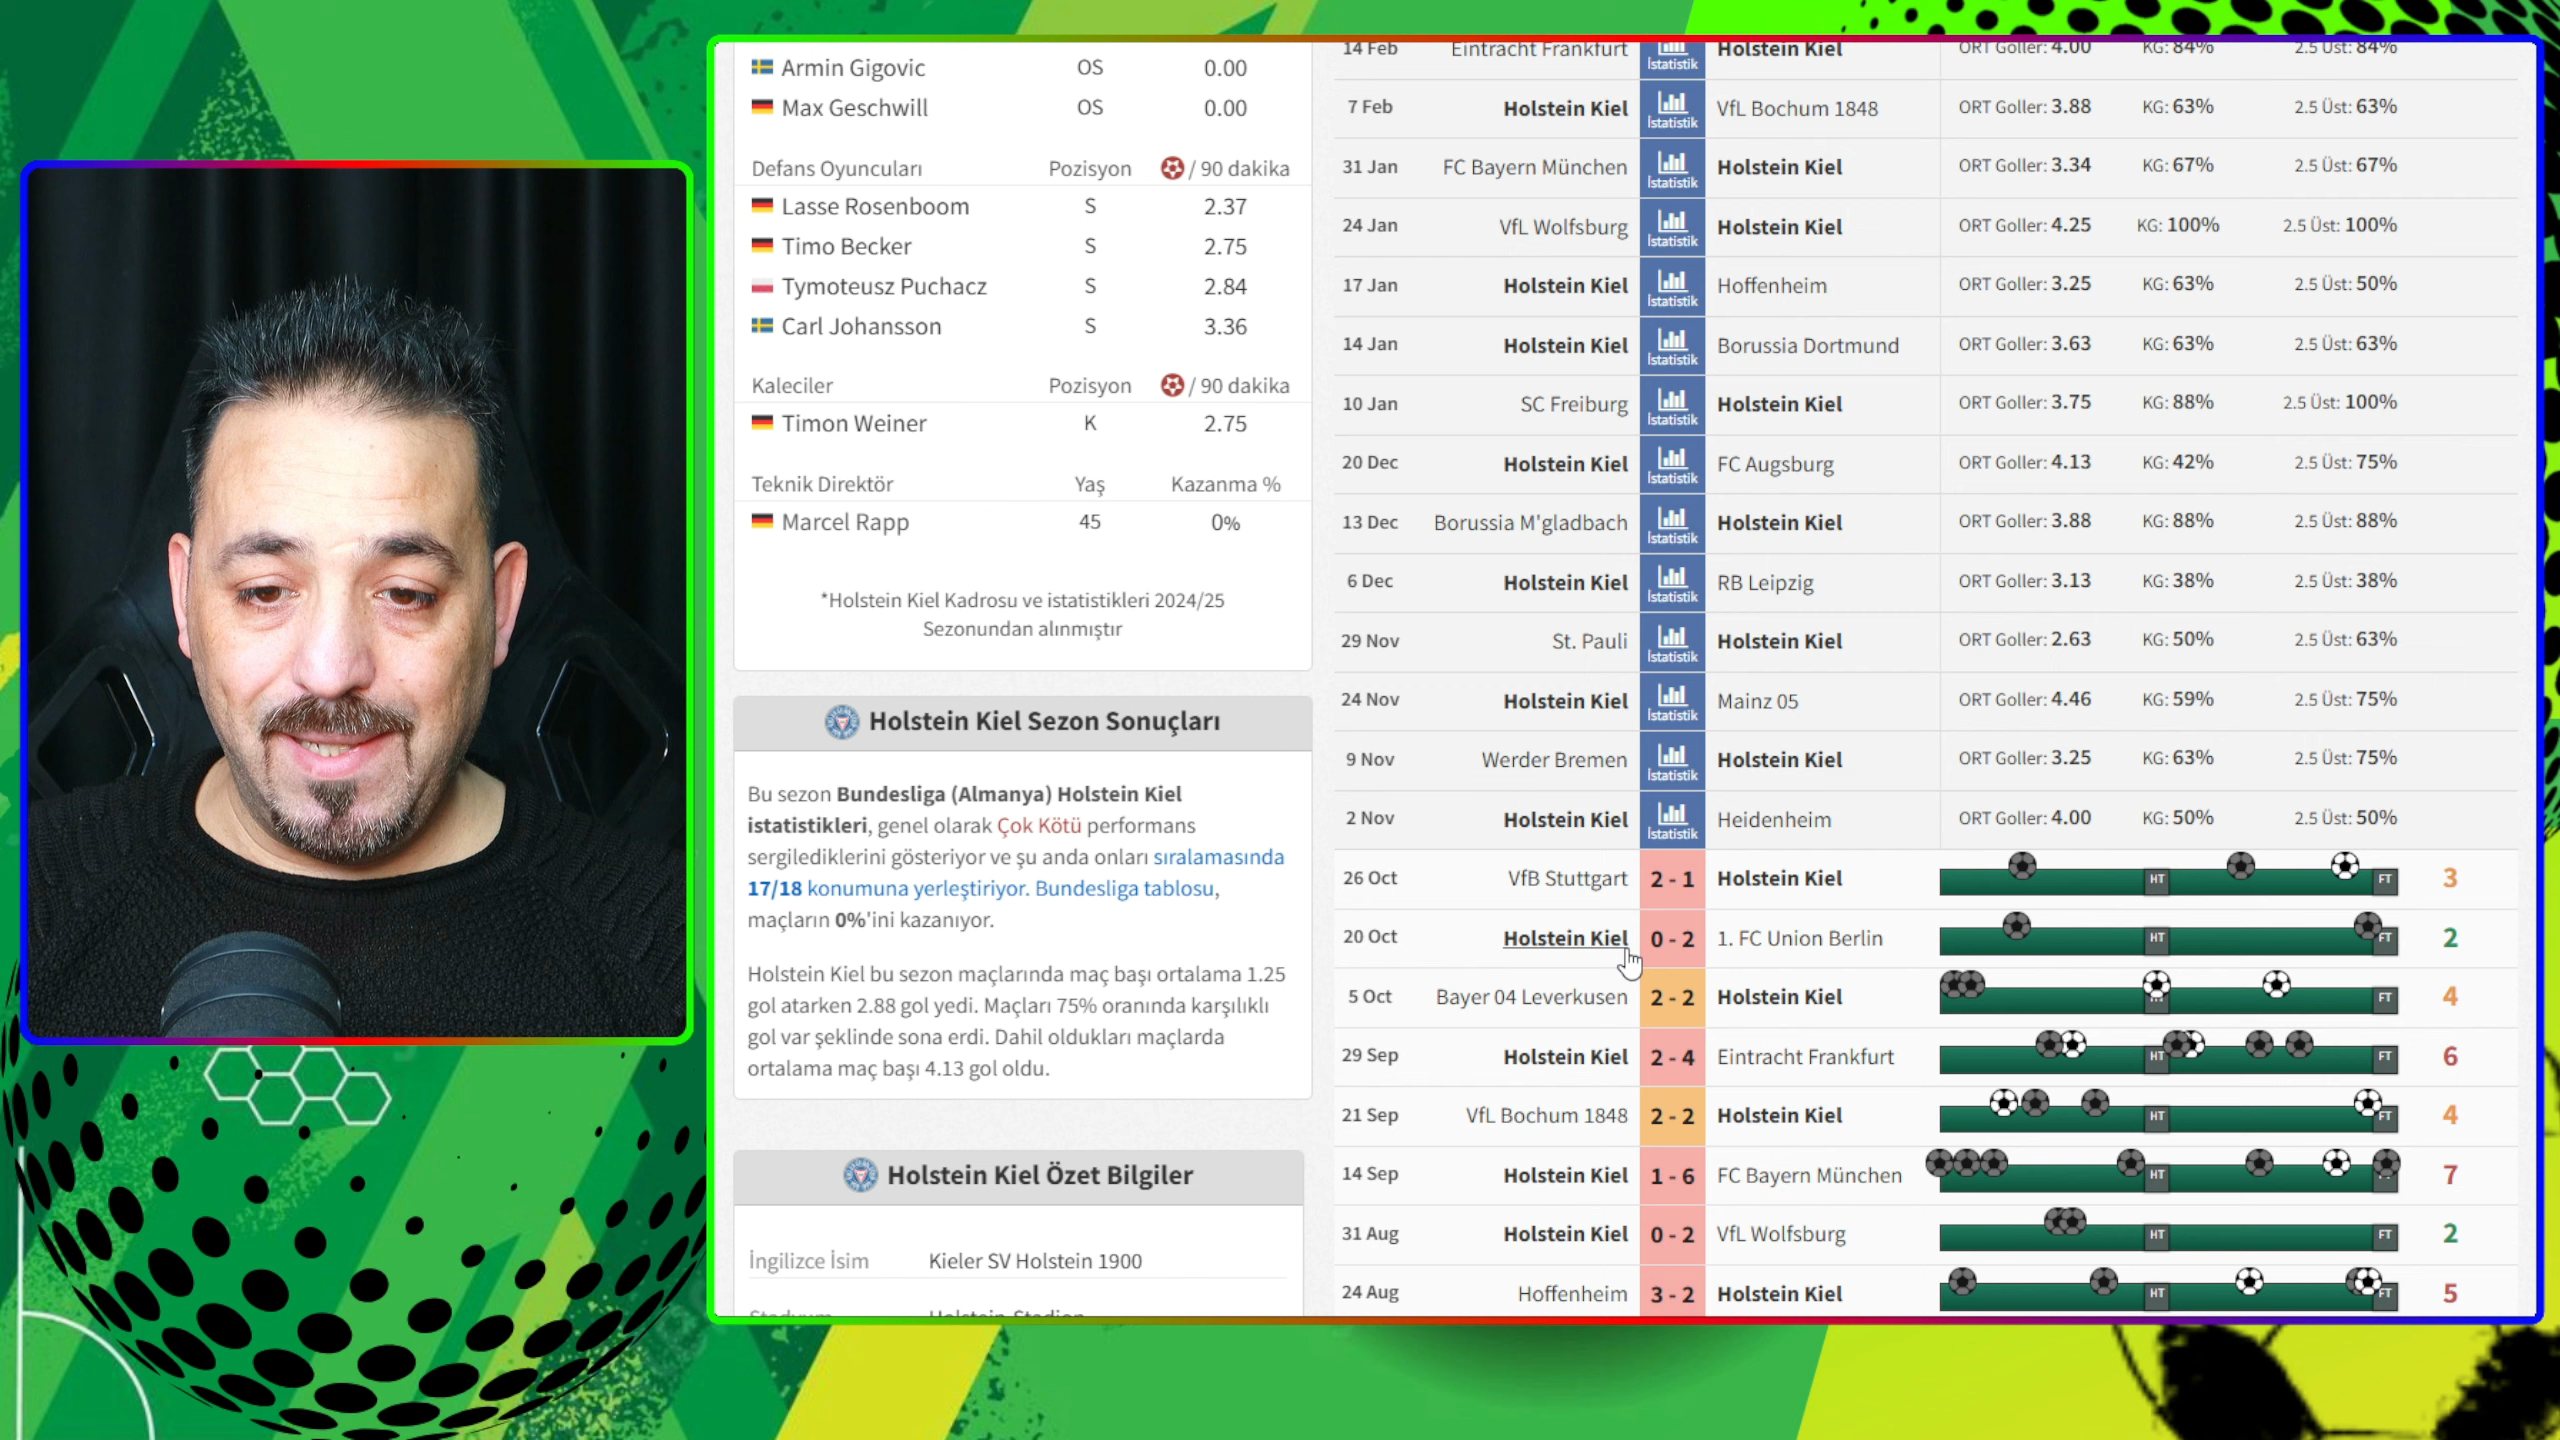 Armin Gigovic OS 0.00
Max Geschwill OS 0.00
Defans Oyuncuları Pozisyon / 90 dakika
Lasse Rosenboom S 2.37
Timo Becker S 2.75
Tymoteusz Puchacz S 2.84
Carl Johansson S 3.36
Kaleciler Pozisyon / 90 dakika
Timon Weiner K 2.75
Teknik Direktör Yaş Kazanma %
Marcel Rapp 45 0%
*Holstein Kiel Kadrosu ve istatistikleri 2024/25
Sezonundan alınmıştır
Holstein Kiel Sezon Sonuçları
Bu sezon Bundesliga (Almanya) Holstein Kiel
istatistikleri, genel olarak Çok Kötü performans
sergilediklerini gösteriyor ve şu anda onları sıralamasında
17/18 konumuna yerleştiriyor. Bundesliga tablosu,
maçların 0%'ini kazanıyor.
Holstein Kiel bu sezon maçlarında maç başı ortalama 1.25
gol atarken 2.88 gol yedi. Maçları 75% oranında karşılıklı
gol var şeklinde sona erdi. Dahil oldukları maçlarda
ortalama maç başı 4.13 gol oldu.
Holstein Kiel Özet Bilgiler
İngilizce İsim Kieler SV Holstein 1900
Stadyum Holstein-Stadion
14 Feb Eintracht Frankfurt İstatistik Holstein Kiel ORT Goller: 4.00 KG: 84% 2.5 Üst: 84%
7 Feb Holstein Kiel İstatistik VfL Bochum 1848 ORT Goller: 3.88 KG: 63% 2.5 Üst: 63%
31 Jan FC Bayern München İstatistik Holstein Kiel ORT Goller: 3.34 KG: 67% 2.5 Üst: 67%
24 Jan VfL Wolfsburg İstatistik Holstein Kiel ORT Goller: 4.25 KG: 100% 2.5 Üst: 100%
17 Jan Holstein Kiel İstatistik Hoffenheim ORT Goller: 3.25 KG: 63% 2.5 Üst: 50%
14 Jan Holstein Kiel İstatistik Borussia Dortmund ORT Goller: 3.63 KG: 63% 2.5 Üst: 63%
10 Jan SC Freiburg İstatistik Holstein Kiel ORT Goller: 3.75 KG: 88% 2.5 Üst: 100%
20 Dec Holstein Kiel İstatistik FC Augsburg ORT Goller: 4.13 KG: 42% 2.5 Üst: 75%
13 Dec Borussia M'gladbach İstatistik Holstein Kiel ORT Goller: 3.88 KG: 88% 2.5 Üst: 88%
6 Dec Holstein Kiel İstatistik RB Leipzig ORT Goller: 3.13 KG: 38% 2.5 Üst: 38%
29 Nov St. Pauli İstatistik Holstein Kiel ORT Goller: 2.63 KG: 50% 2.5 Üst: 63%
24 Nov Holstein Kiel İstatistik Mainz 05 ORT Goller: 4.46 KG: 59% 2.5 Üst: 75%
9 Nov Werder Bremen İstatistik Holstein Kiel ORT Goller: 3.25 KG: 63% 2.5 Üst: 75%
2 Nov Holstein Kiel İstatistik Heidenheim ORT Goller: 4.00 KG: 50% 2.5 Üst: 50%
26 Oct VfB Stuttgart 2 - 1 Holstein Kiel HT FT 3
20 Oct Holstein Kiel 0 - 2 1. FC Union Berlin HT FT 2
5 Oct Bayer 04 Leverkusen 2 - 2 Holstein Kiel FT 4
29 Sep Holstein Kiel 2 - 4 Eintracht Frankfurt HT FT 6
21 Sep VfL Bochum 1848 2 - 2 Holstein Kiel HT FT 4
14 Sep Holstein Kiel 1 - 6 FC Bayern München HT 7
31 Aug Holstein Kiel 0 - 2 VfL Wolfsburg HT FT 2
24 Aug Hoffenheim 3 - 2 Holstein Kiel HT FT 5